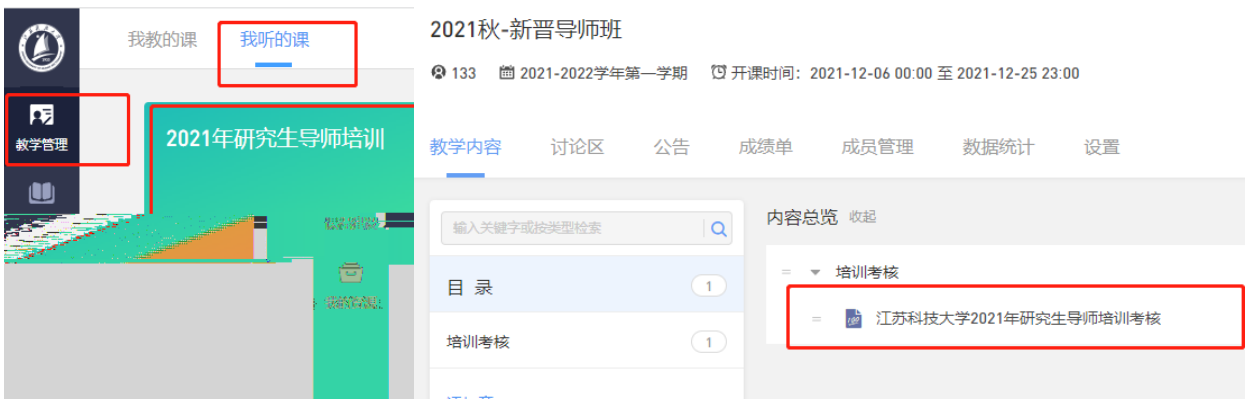 我教的课
我听的课
教学管理
2021年研究生导师培训
2021秋-新晋导师班
133
2021-2022学年第一学期
开课时间：2021-12-06 00:00 至 2021-12-25 23:00
教学内容
讨论区
公告
成绩单
成员管理
数据统计
设置
输入关键字或按类型检索
目 录
1
培训考核
1
内容总览
收起
培训考核
江苏科技大学2021年研究生导师培训考核